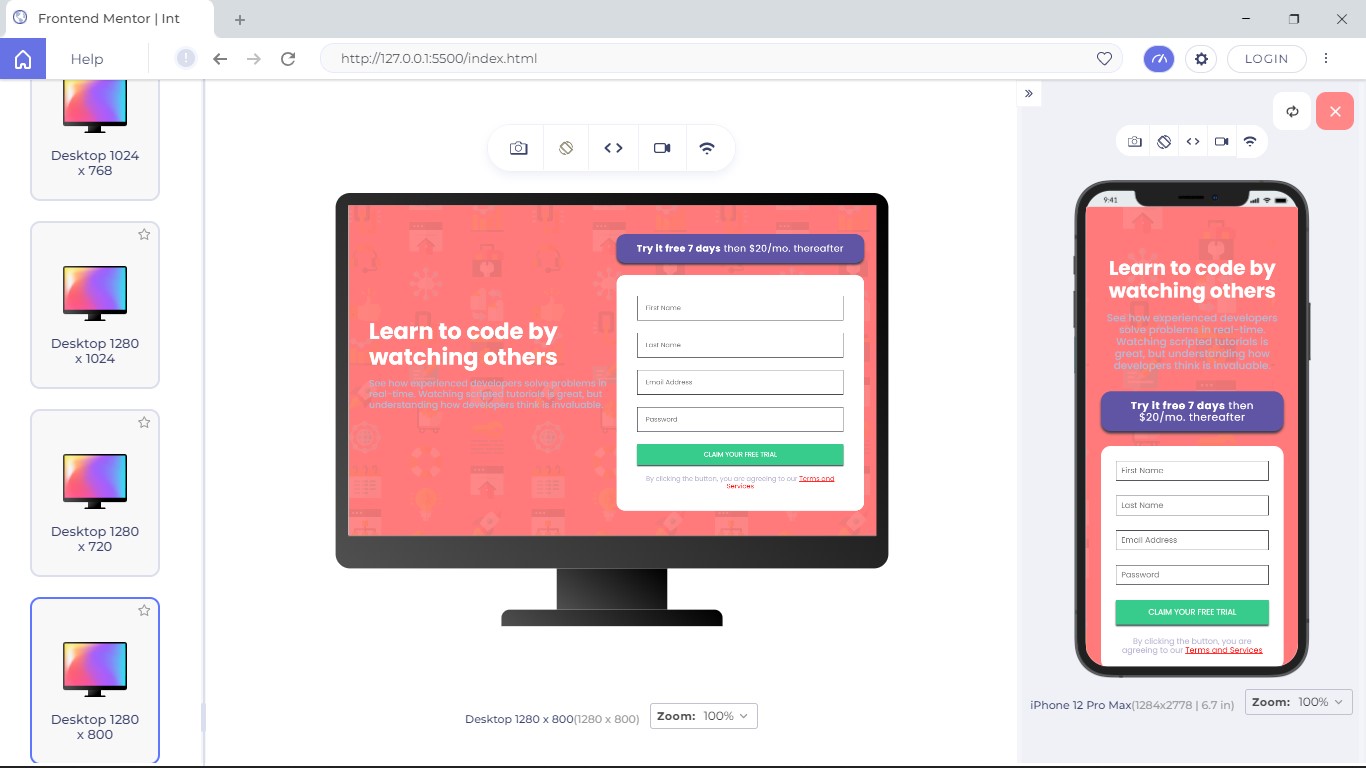 Frontend Mentor | Int
Help
http://127.0.0.1:5500/index.html
LOGIN
Desktop 1024
x 768
Desktop 1280
x 1024
Desktop 1280
x 720
Desktop 1280
x 800
Learn to code by
watching others
See how experienced developers solve problems in
real-time. Watching scripted tutorials is great, but
understanding how developers think is invaluable.
Try it free 7 days then $20/mo. thereafter
First Name
Last Name
Email Address
Password
CLAIM YOUR FREE TRIAL
By clicking the button, you are agreeing to our Terms and
Services
Desktop 1280 x 800(1280 x 800)
Zoom: 100%
9:41
Learn to code by
watching others
See how experienced developers
solve problems in real-time.
Watching scripted tutorials is
great, but understanding how
developers think is invaluable.
Try it free 7 days then
$20/mo. thereafter
First Name
Last Name
Email Address
Password
CLAIM YOUR FREE TRIAL
By clicking the button, you are
agreeing to our Terms and Services
iPhone 12 Pro Max(1284x2778 | 6.7 in)
Zoom: 100%